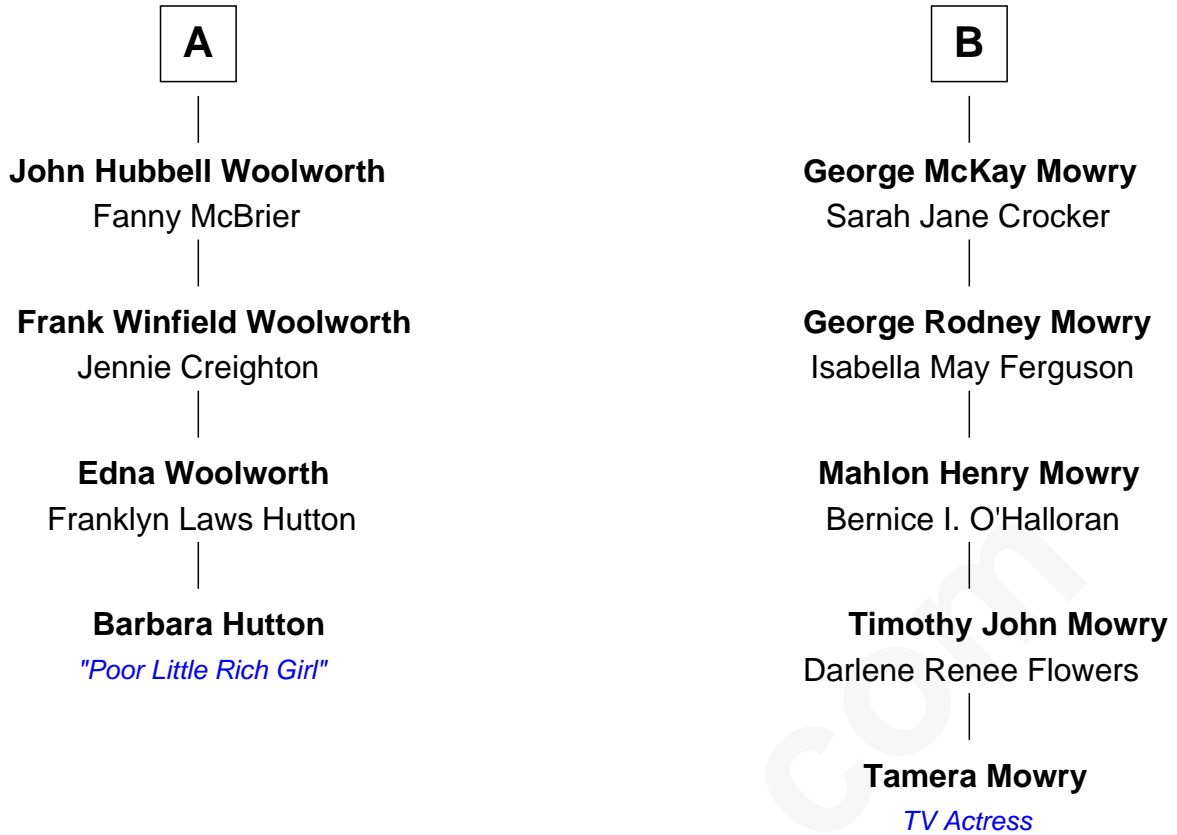 A
John Hubbell Woolworth
Fanny McBrier
Frank Winfield Woolworth
Jennie Creighton
Edna Woolworth
Franklyn Laws Hutton
Barbara Hutton
"Poor Little Rich Girl"
B
George McKay Mowry
Sarah Jane Crocker
George Rodney Mowry
Isabella May Ferguson
Mahlon Henry Mowry
Bernice I. O'Halloran
Timothy John Mowry
Darlene Renee Flowers
Tamera Mowry
TV Actress
com